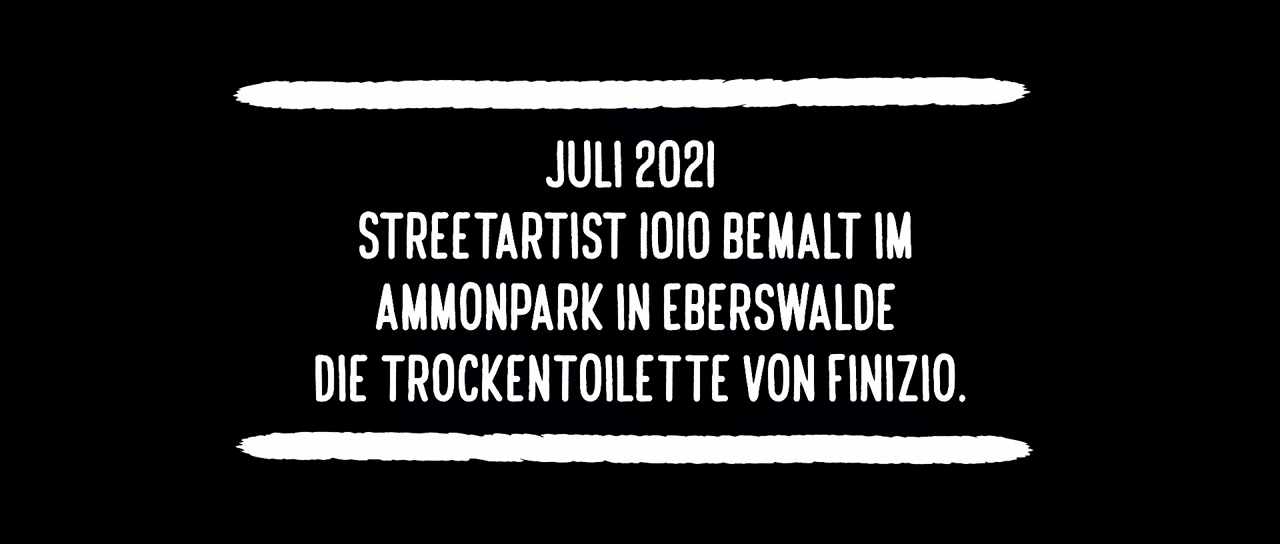 JULI 2021
STREETARTIST 1010 BEMALT IM
AMMONPARK IN EBERSWALDE
DIE TROCKENTOILETTE VON FINIZIO.